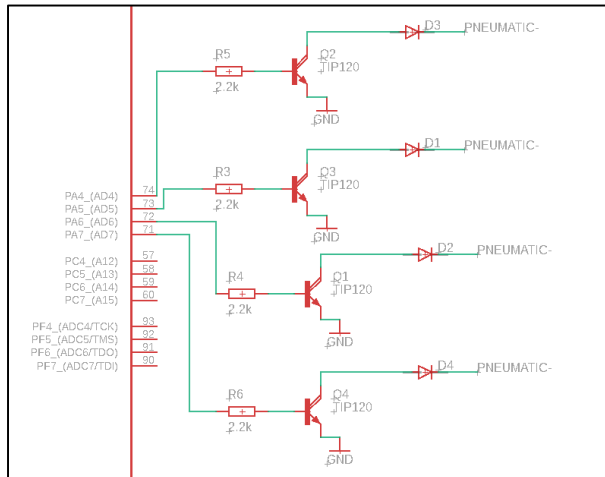 D3
PNEUMATIC-
R5
Q2
TIP120
2.2k
GND
D1
PNEUMATIC-
R3
Q3
TIP120
2.2k
GND
PA4_(AD4)
74
PA5_(AD5)
73
PA6_(AD6)
72
PA7_(AD7)
71
D2
PNEUMATIC-
PC4_(A12)
57
PC5_(A13)
58
PC6_(A14)
59
PC7_(A15)
60
R4
Q1
TIP120
2.2k
GND
PF4_(ADC4/TCK)
93
PF5_(ADC5/TMS)
92
PF6_(ADC6/TDO)
91
PF7_(ADC7/TDI)
90
D4
PNEUMATIC-
R6
Q4
TIP120
2.2k
GND